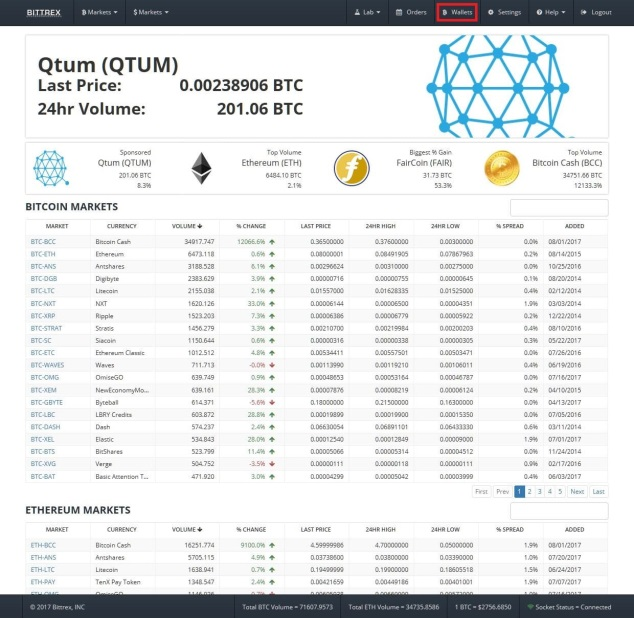 BITTREX ฿ Markets $ Markets Lab Orders ฿ Wallets Settings Help Logout
Qtum (QTUM)
Last Price: 0.00238906 BTC
24hr Volume: 201.06 BTC
Sponsored Top Volume Biggest % Gain Top Volume
Qtum (QTUM) Ethereum (ETH) FairCoin (FAIR) Bitcoin Cash (BCC)
201.06 BTC 6484.10 BTC 31.73 BTC 34751.66 BTC
8.3% 2.1% 53.3% 12133.3%
BITCOIN MARKETS
MARKET CURRENCY VOLUME % CHANGE LAST PRICE 24HR HIGH 24HR LOW % SPREAD ADDED
BTC-BCC Bitcoin Cash 34917.747 12066.6% 0.36500000 0.37600000 0.00300000 0.0% 08/01/2017
BTC-ETH Ethereum 6473.118 0.6% 0.08000001 0.08491905 0.07867963 0.2% 08/14/2015
BTC-ANS Antshares 3188.528 6.1% 0.00296624 0.00310000 0.00275000 0.0% 10/25/2016
BTC-DGB Digibyte 2383.639 3.9% 0.00000716 0.00000755 0.00000645 0.1% 08/20/2014
BTC-LTC Litecoin 2155.038 2.1% 0.01557000 0.01628335 0.01525000 0.4% 02/12/2014
BTC-NXT NXT 1620.126 33.0% 0.00006144 0.00006500 0.00004351 1.9% 03/03/2014
BTC-XRP Ripple 1523.203 7.3% 0.00006386 0.00006779 0.00005922 0.2% 12/22/2014
BTC-STRAT Stratis 1456.279 3.3% 0.00210700 0.00219984 0.00200203 0.4% 08/10/2016
BTC-SC Siacoin 1150.644 0.6% 0.00000316 0.00000338 0.00000305 0.3% 05/22/2017
BTC-ETC Ethereum Classic 1012.512 4.8% 0.00534411 0.00557501 0.00503471 0.0% 07/26/2016
BTC-WAVES Waves 711.713 -0.0% 0.00113990 0.00119210 0.00106011 0.4% 06/19/2016
BTC-OMG OmiseGO 639.749 0.9% 0.00048653 0.00053164 0.00046787 0.0% 07/16/2017
BTC-XEM NewEconomyMo... 639.161 28.3% 0.00007876 0.00008219 0.00006124 0.2% 04/10/2015
BTC-GBYTE Byteball 614.371 -5.6% 0.18000000 0.21500000 0.16300000 0.0% 04/13/2017
BTC-LBC LBRY Credits 603.872 28.8% 0.00019899 0.00019900 0.00015350 0.0% 07/05/2016
BTC-DASH Dash 574.237 2.4% 0.06630054 0.06891101 0.06433330 0.6% 03/11/2014
BTC-XEL Elastic 534.843 28.0% 0.00012540 0.00012849 0.00009000 1.9% 07/01/2017
BTC-BTS BitShares 523.799 11.4% 0.00005066 0.00005314 0.00004512 0.0% 11/24/2014
BTC-XVG Verge 504.752 -3.5% 0.00000111 0.00000118 0.00000111 0.9% 02/17/2016
BTC-BAT Basic Attention T... 471.920 3.0% 0.00004299 0.00005042 0.00003999 0.4% 06/03/2017
First Prev 1 2 3 4 5 Next Last
ETHEREUM MARKETS
MARKET CURRENCY VOLUME % CHANGE LAST PRICE 24HR HIGH 24HR LOW % SPREAD ADDED
ETH-BCC Bitcoin Cash 16251.774 9100.0% 4.59999986 4.70000000 0.05000000 1.9% 08/01/2017
ETH-ANS Antshares 5705.115 4.9% 0.03738600 0.03800000 0.03390000 1.0% 07/20/2017
ETH-LTC Litecoin 1638.941 0.7% 0.19499999 0.19900000 0.18605518 1.5% 06/24/2017
ETH-PAY TenX Pay Token 1348.547 2.4% 0.00421659 0.00449186 0.00401001 1.9% 07/07/2017
© 2017 Bittrex, INC Total BTC Volume = 71607.9573 Total ETH Volume = 34735.8586 1 BTC = $2756.6850 Socket Status = Connected